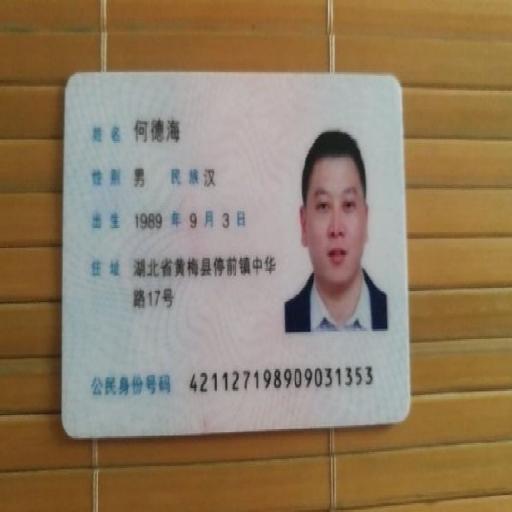 姓名 何德海
性别 男 民族 汉
出生 1989 年 9 月 3 日
住址 湖北省黄梅县停前镇中华
路17号
公民身份号码 421127198909031353